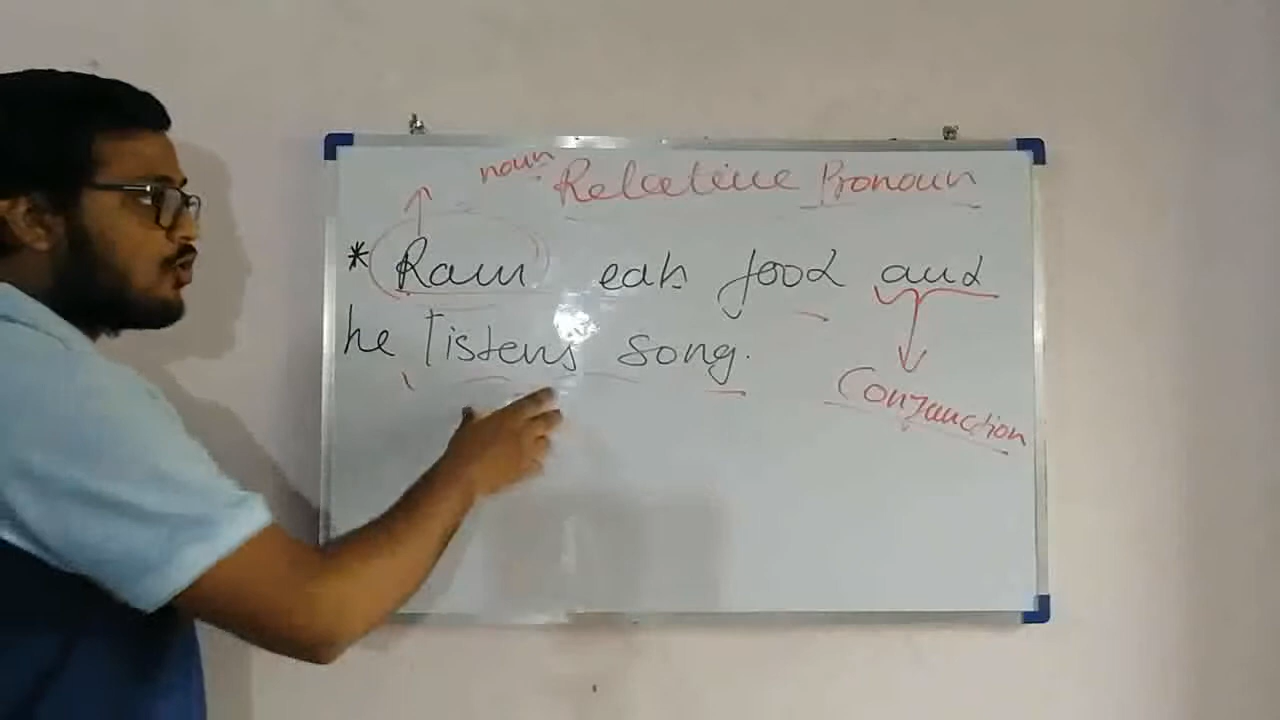 noun Relative Pronoun
* Ram eats food and
he listens song.
Conjunction